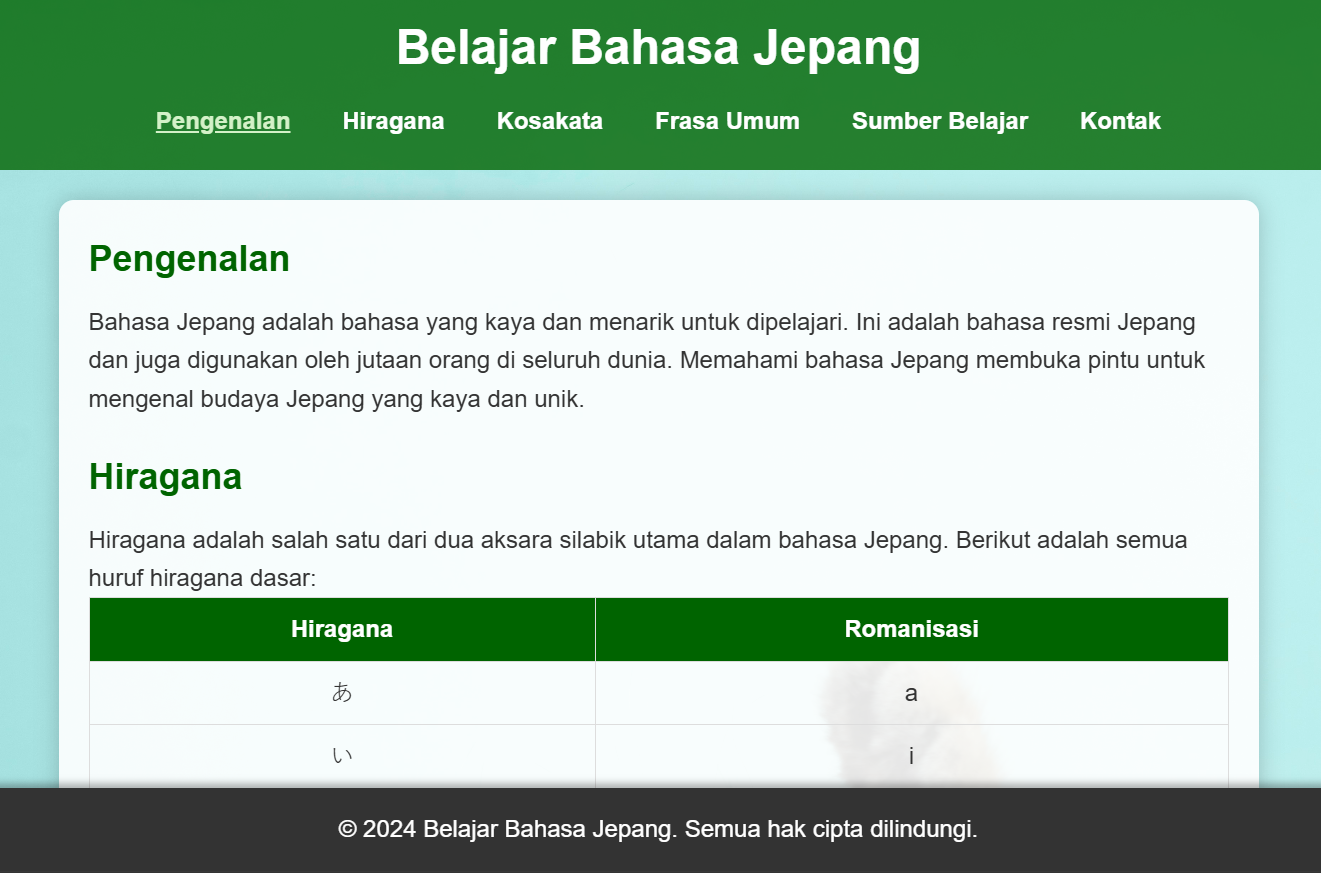 Belajar Bahasa Jepang
Pengenalan Hiragana Kosakata Frasa Umum Sumber Belajar Kontak
Pengenalan
Bahasa Jepang adalah bahasa yang kaya dan menarik untuk dipelajari. Ini adalah bahasa resmi Jepang
dan juga digunakan oleh jutaan orang di seluruh dunia. Memahami bahasa Jepang membuka pintu untuk
mengenal budaya Jepang yang kaya dan unik.
Hiragana
Hiragana adalah salah satu dari dua aksara silabik utama dalam bahasa Jepang. Berikut adalah semua
huruf hiragana dasar:
Hiragana Romanisasi
あ a
い i
© 2024 Belajar Bahasa Jepang. Semua hak cipta dilindungi.